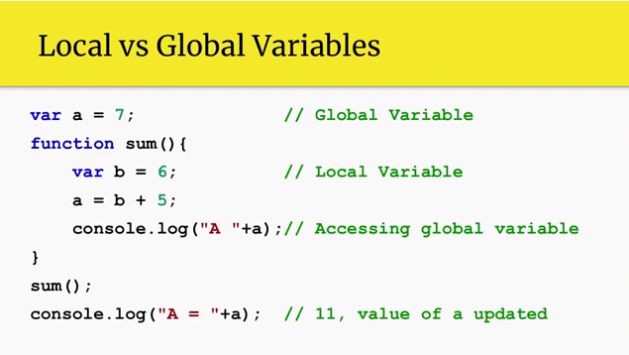 Local vs Global Variables
var a = 7; // Global Variable
function sum(){
var b = 6; // Local Variable
a = b + 5;
console.log("A "+a);// Accessing global variable
}
sum();
console.log("A = "+a); // 11, value of a updated